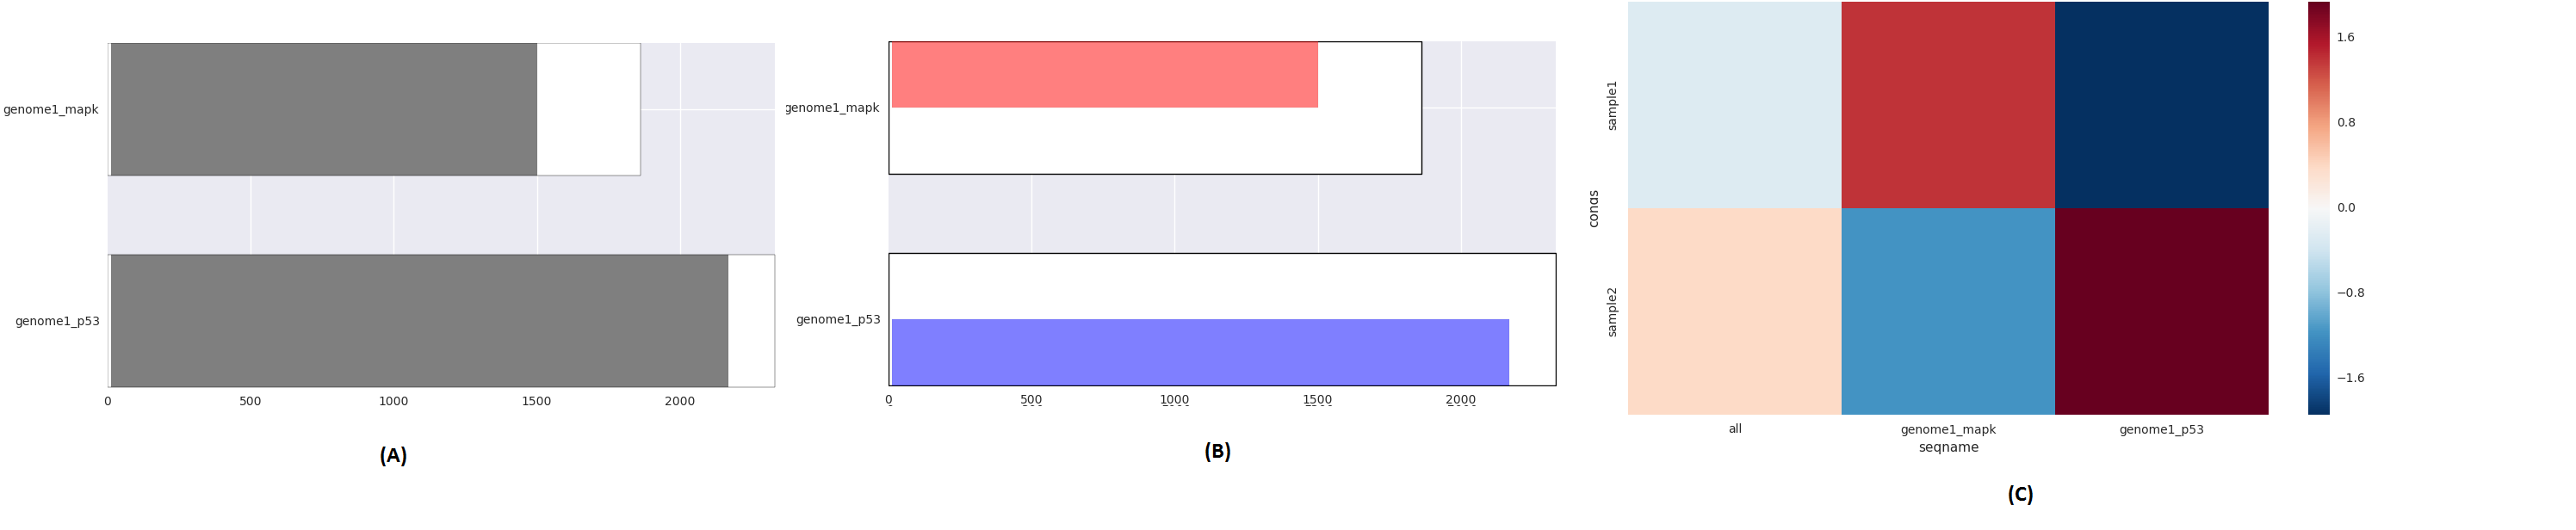 genome1_mapk
genome1_p53
0 500 1000 1500 2000
(A)
genome1_mapk
genome1_p53
0 500 1000 1500 2000
(B)
conds
sample1
sample2
all genome1_mapk genome1_p53
seqname
1.6
0.8
0.0
−0.8
−1.6
(C)